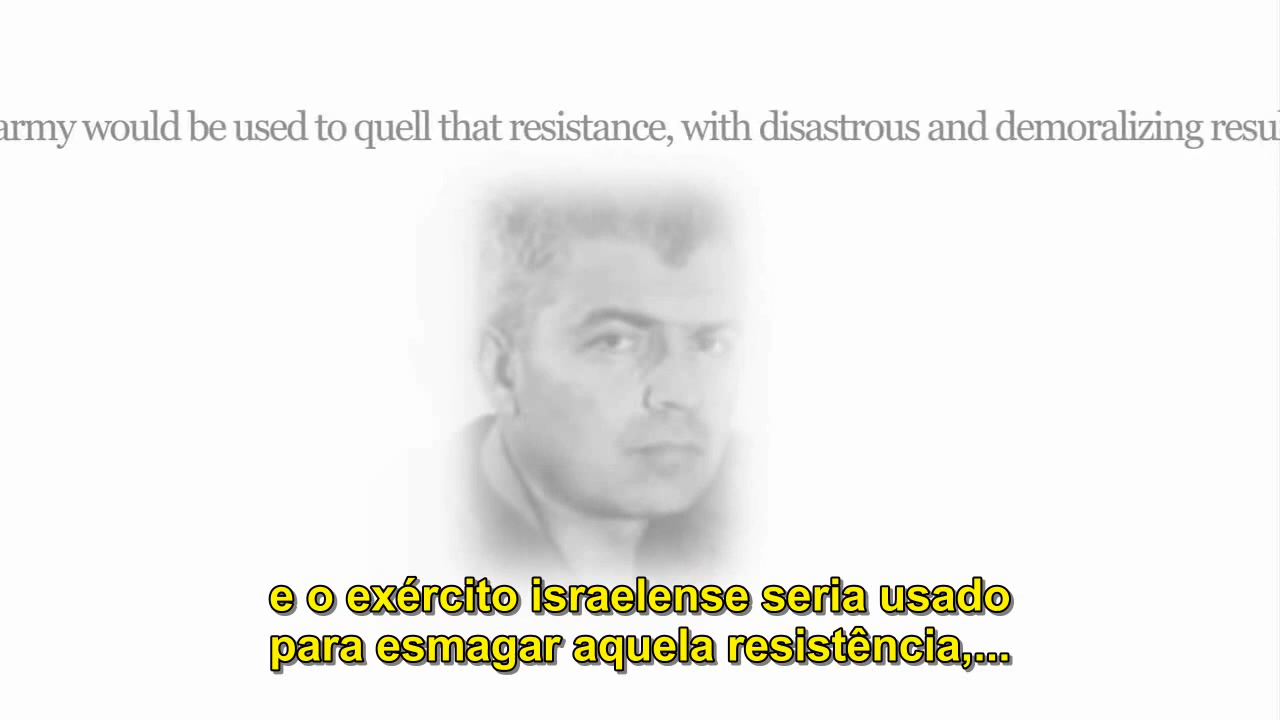 army would be used to quell that resistance, with disastrous and demoralizing
e o exército israelense seria usado
para esmagar aquela resistência,...